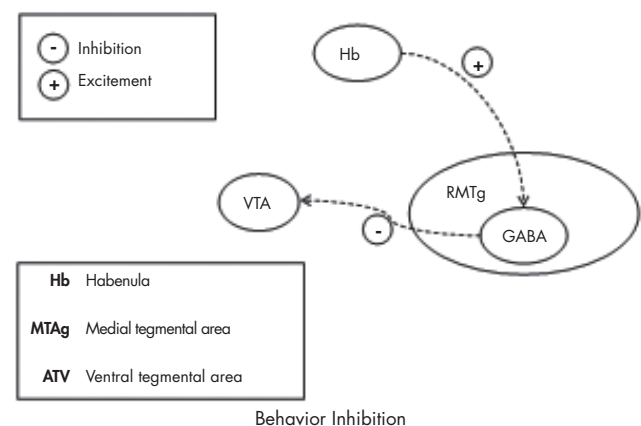 - Inhibition
+ Excitement
Hb
+
RMTg
VTA
-
GABA
Hb Habenula
MTAg Medial tegmental area
ATV Ventral tegmental area
Behavior Inhibition